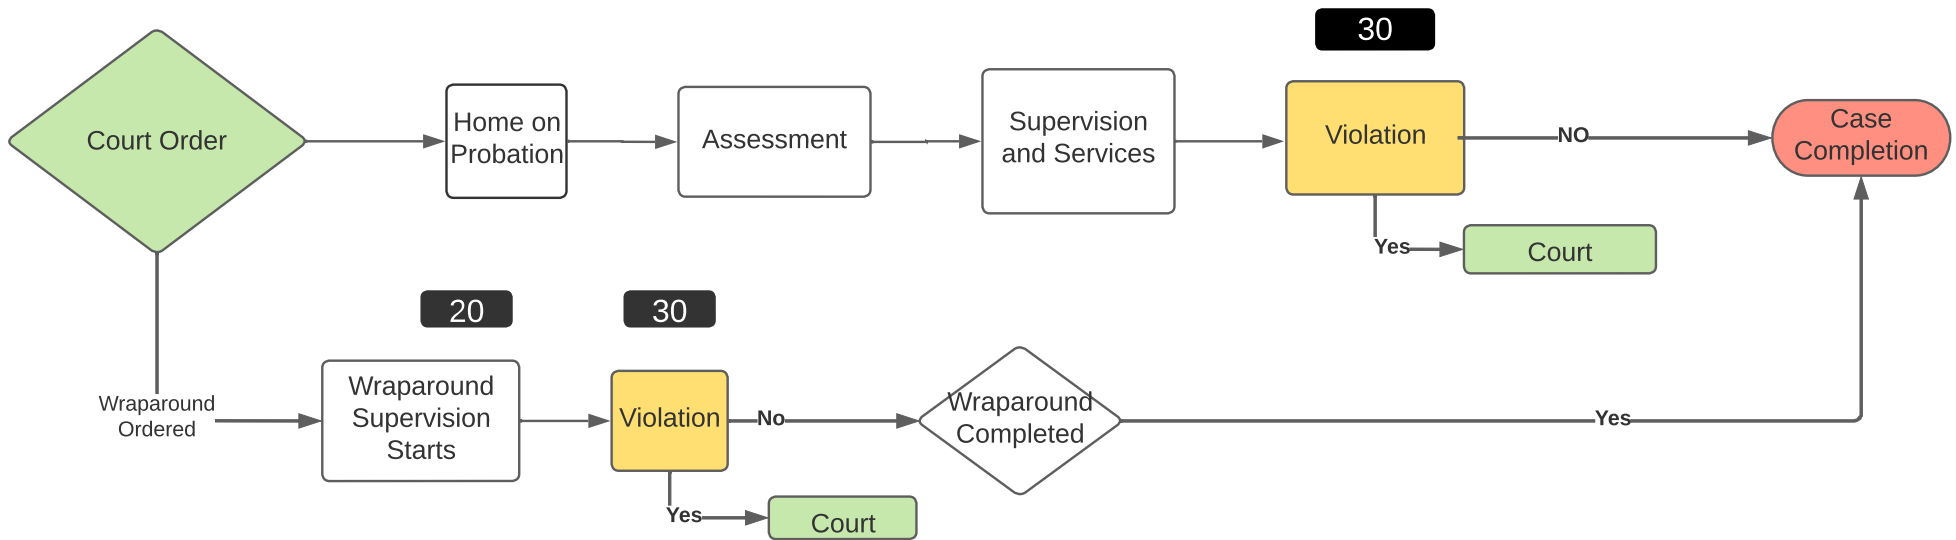 30
Court Order
Home on
Probation
Assessment
Supervision
and Services
Violation
NO
Case
Completion
Yes
Court
20
30
Wraparound
Ordered
Wraparound
Supervision
Starts
Violation
No
Wraparound
Completed
Yes
Yes
Court